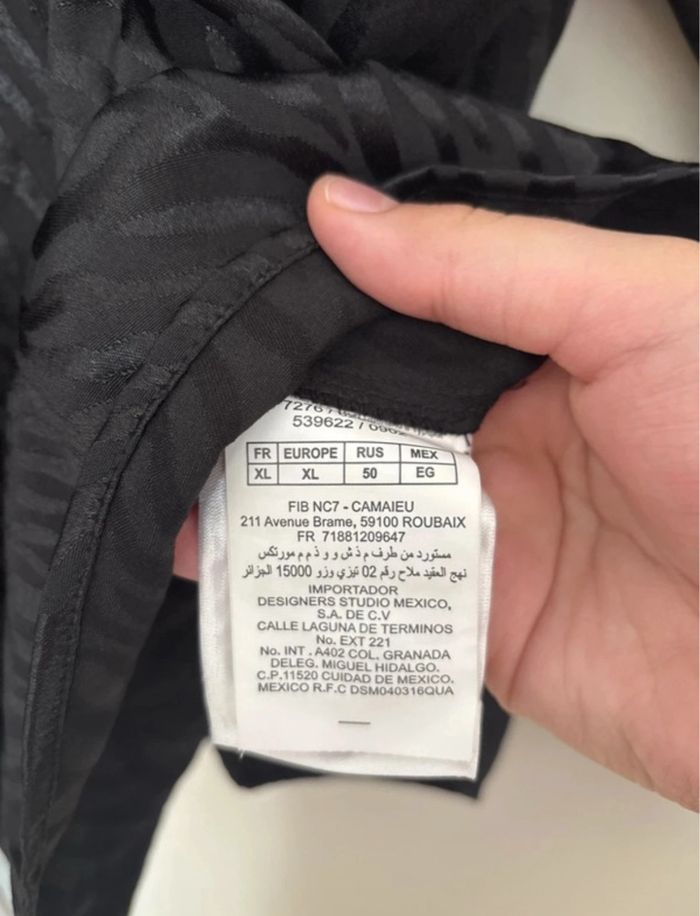 539622 /
FR EUROPE RUS MEX
XL XL 50 EG
FIB NC7 - CAMAIEU
211 Avenue Brame, 59100 ROUBAIX
FR 71881209647
مستورد من طرف م ذ ش و و ذ م م مورتكس
نهج العقيد ملاح رقم 02 تيزي وزو 15000 الجزائر
IMPORTADOR
DESIGNERS STUDIO MEXICO,
S.A. DE C.V
CALLE LAGUNA DE TERMINOS
No. EXT 221
No. INT . A402 COL, GRANADA
DELEG. MIGUEL HIDALGO.
C.P.11520 CUIDAD DE MEXICO.
MEXICO R.F.C DSM040316QUA